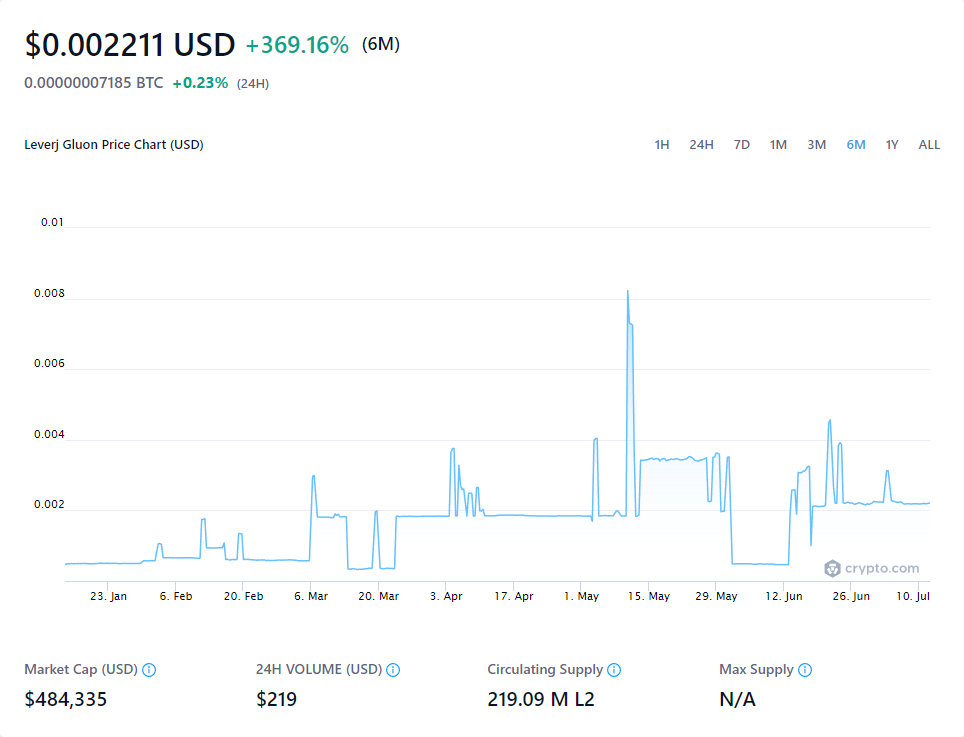 $0.002211 USD +369.16% (6M)
0.00000007185 BTC +0.23% (24H)
Leverj Gluon Price Chart (USD) 1H 24H 7D 1M 3M 6M 1Y ALL
0.01
0.008
0.006
0.004
0.002
crypto.com
23. Jan 6. Feb 20. Feb 6. Mar 20. Mar 3. Apr 17. Apr 1. May 15. May 29. May 12. Jun 26. Jun 10. Jul
Market Cap (USD) 24H VOLUME (USD) Circulating Supply Max Supply
$484,335 $219 219.09 M L2 N/A